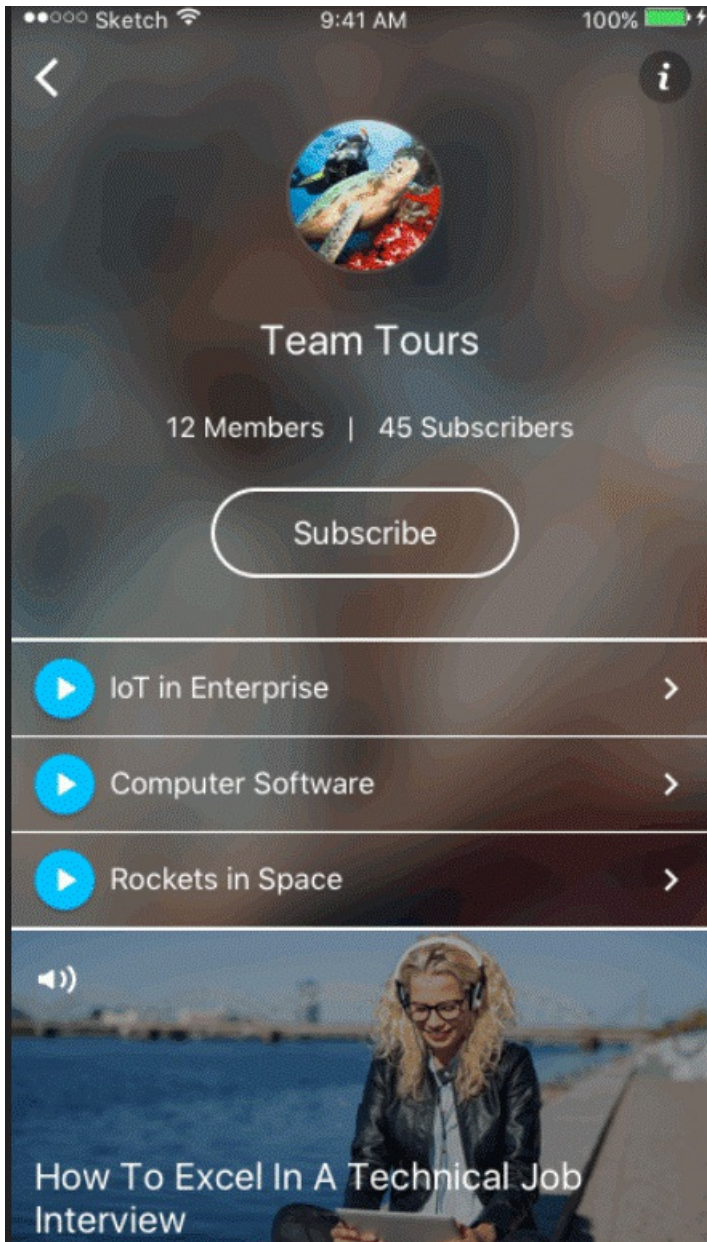 Sketch 9:41 AM 100%
i
Team Tours
12 Members | 45 Subscribers
Subscribe
IoT in Enterprise
Computer Software
Rockets in Space
How To Excel In A Technical Job
Interview